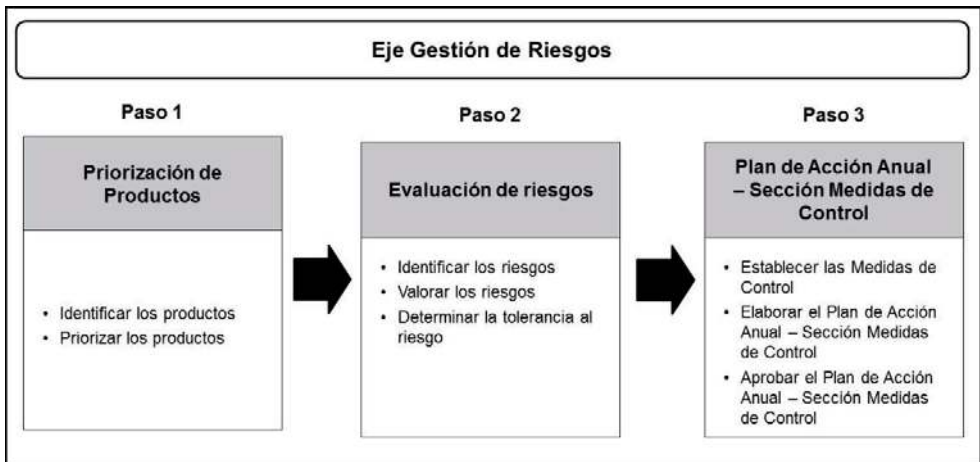 Eje Gestión de Riesgos
Paso 1
Priorización de
Productos
• Identificar los productos
• Priorizar los productos
Paso 2
Evaluación de riesgos
• Identificar los riesgos
• Valorar los riesgos
• Determinar la tolerancia al
riesgo
Paso 3
Plan de Acción Anual
– Sección Medidas de
Control
• Establecer las Medidas de
Control
• Elaborar el Plan de Acción
Anual – Sección Medidas
de Control
• Aprobar el Plan de Acción
Anual – Sección Medidas
de Control